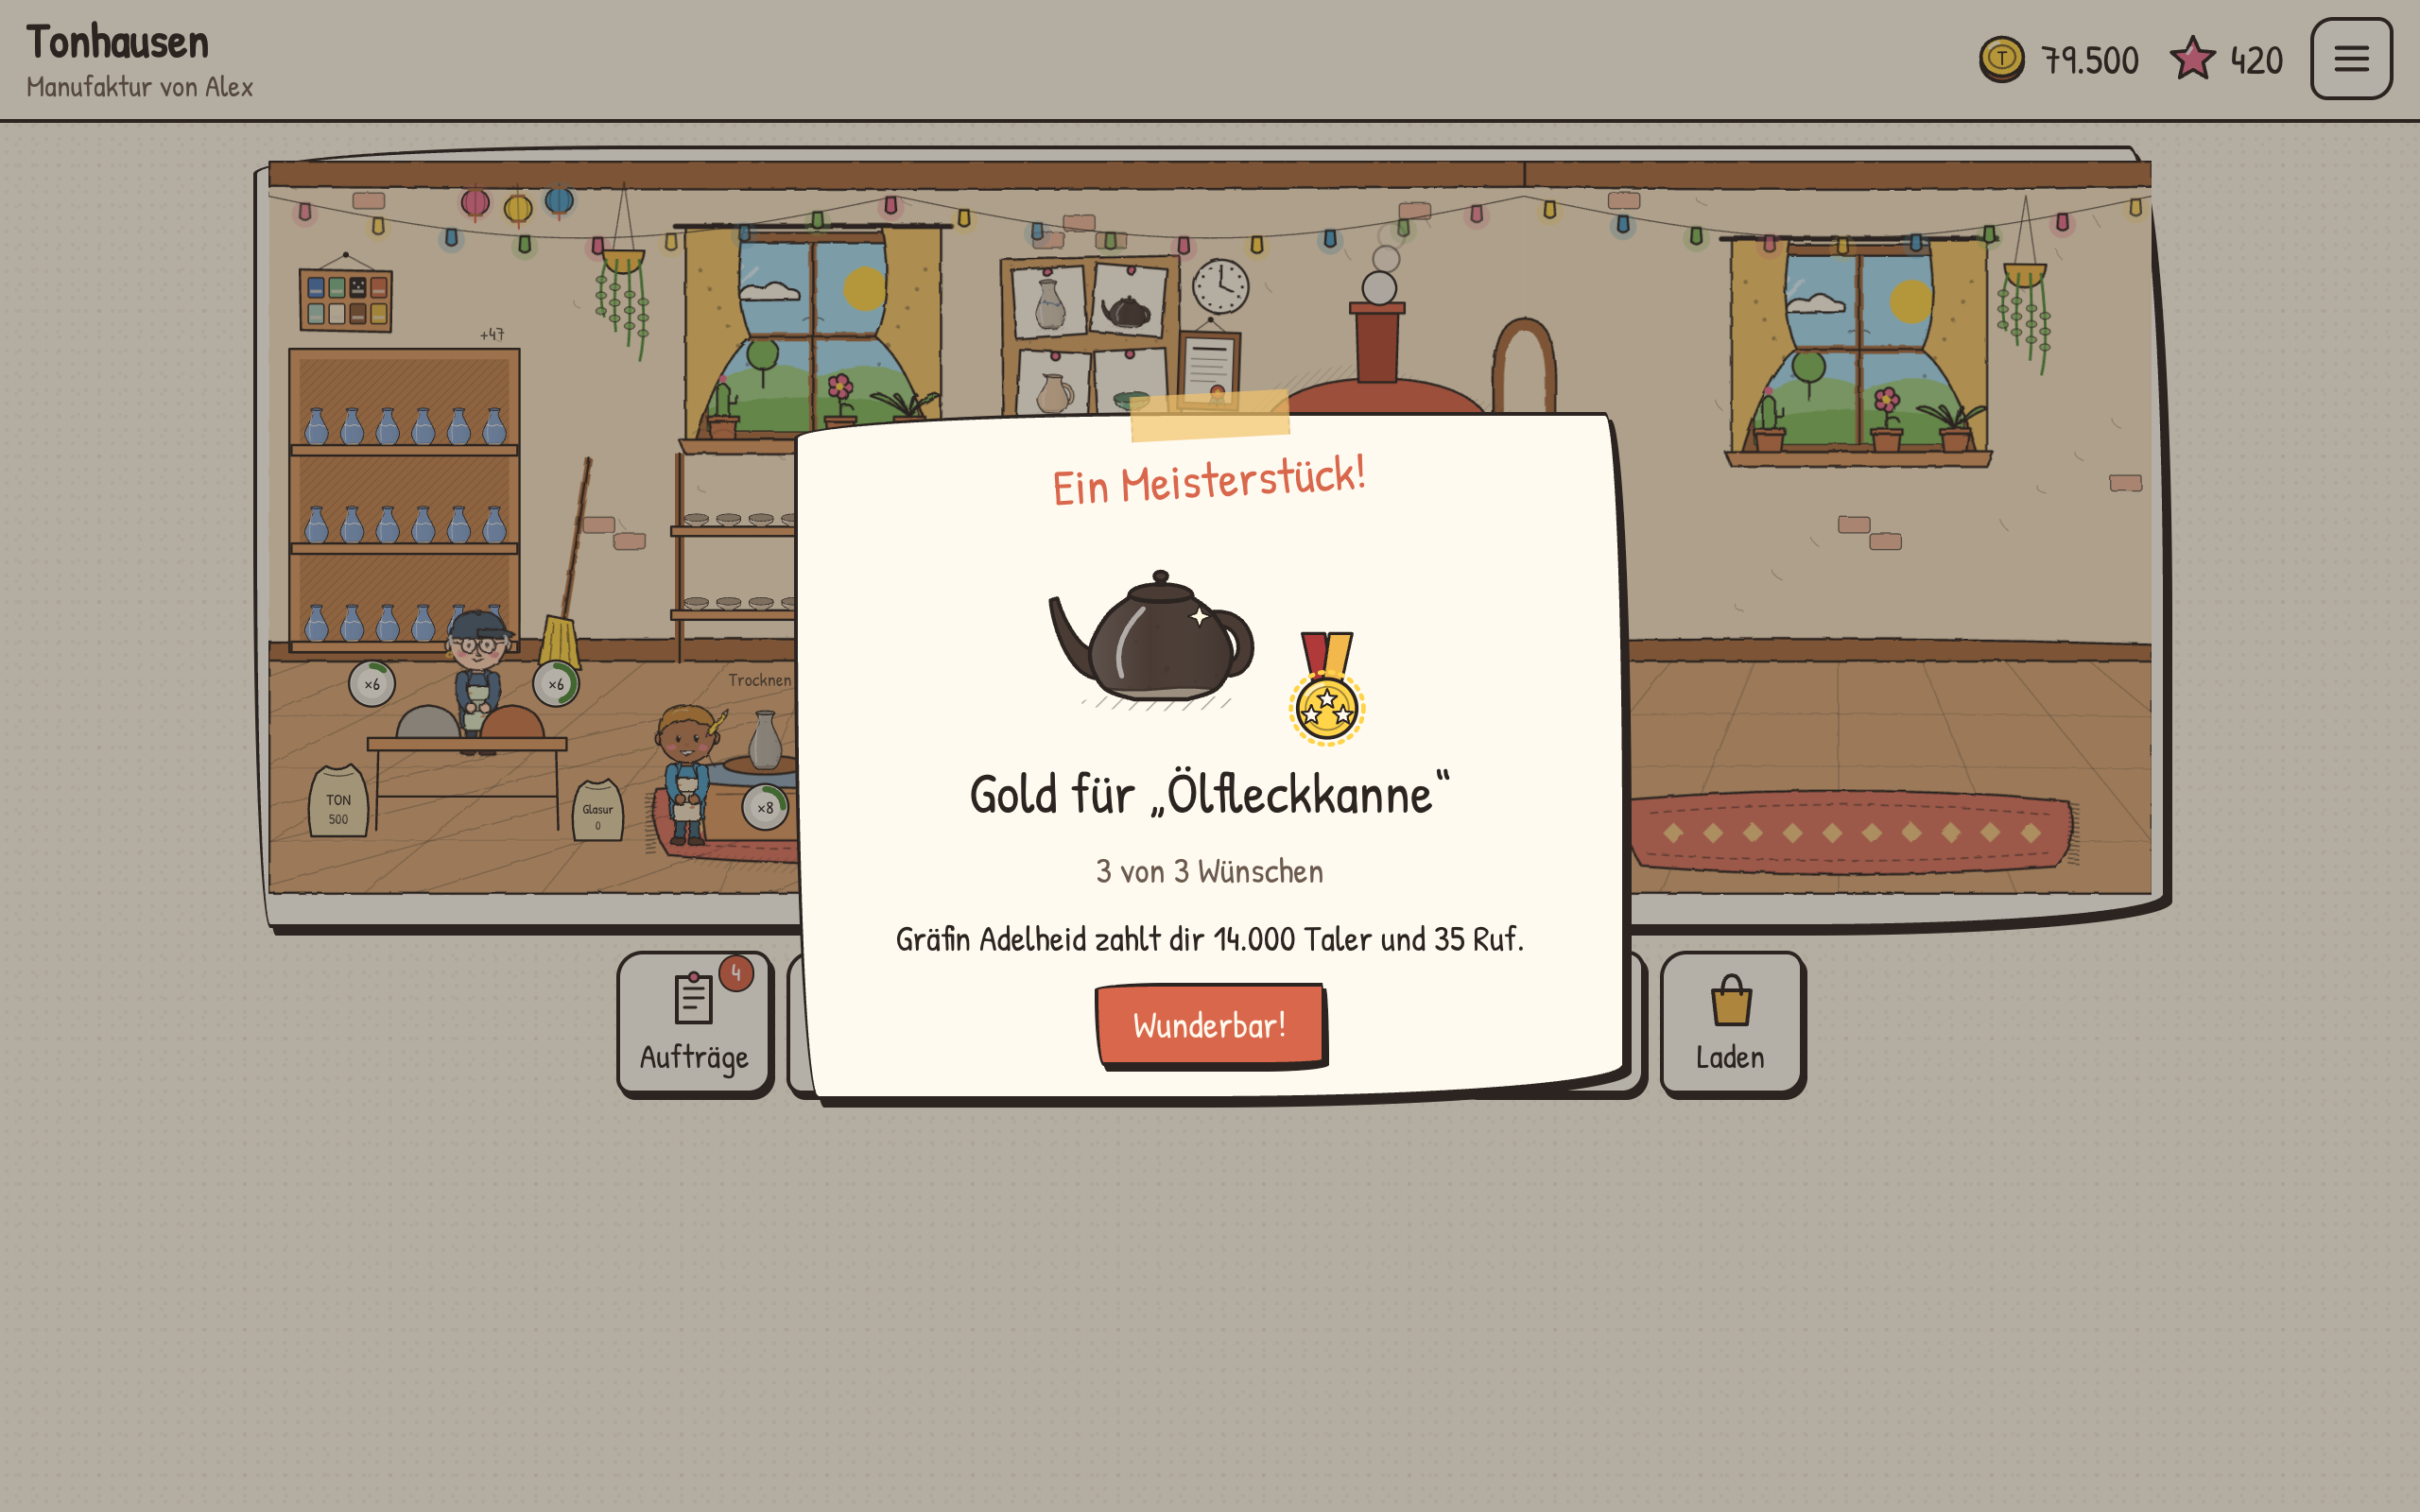 Tonhausen
Manufaktur von Alex
T 79.500 420
+47
Ein Meisterstück!
×6 ×6
Trocknen
Gold für „Ölfleckkanne“
TON
500
Glasur
0
×8
3 von 3 Wünschen
Gräfin Adelheid zahlt dir 14.000 Taler und 35 Ruf.
4
Wunderbar!
Aufträge
Laden